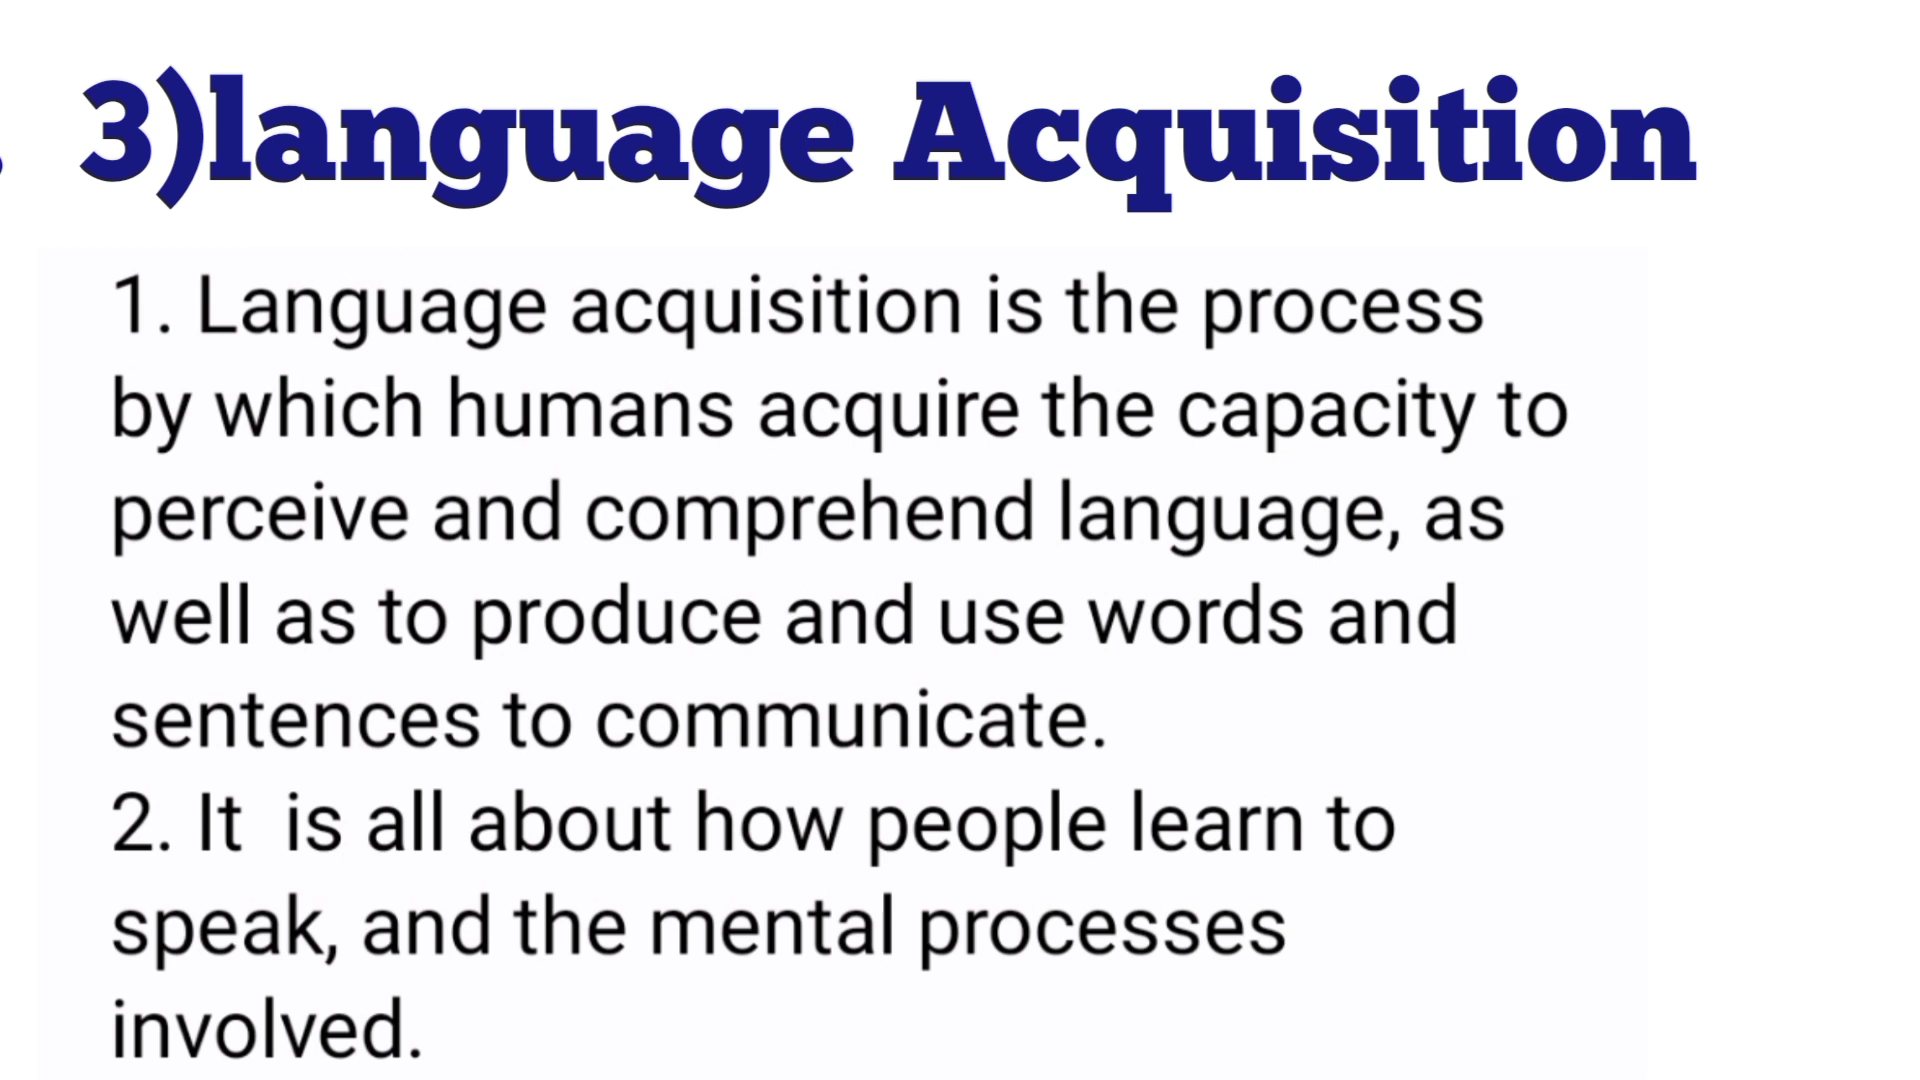 3)language Acquisition
1. Language acquisition is the process
by which humans acquire the capacity to
perceive and comprehend language, as
well as to produce and use words and
sentences to communicate.
2. It  is all about how people learn to
speak, and the mental processes
involved.